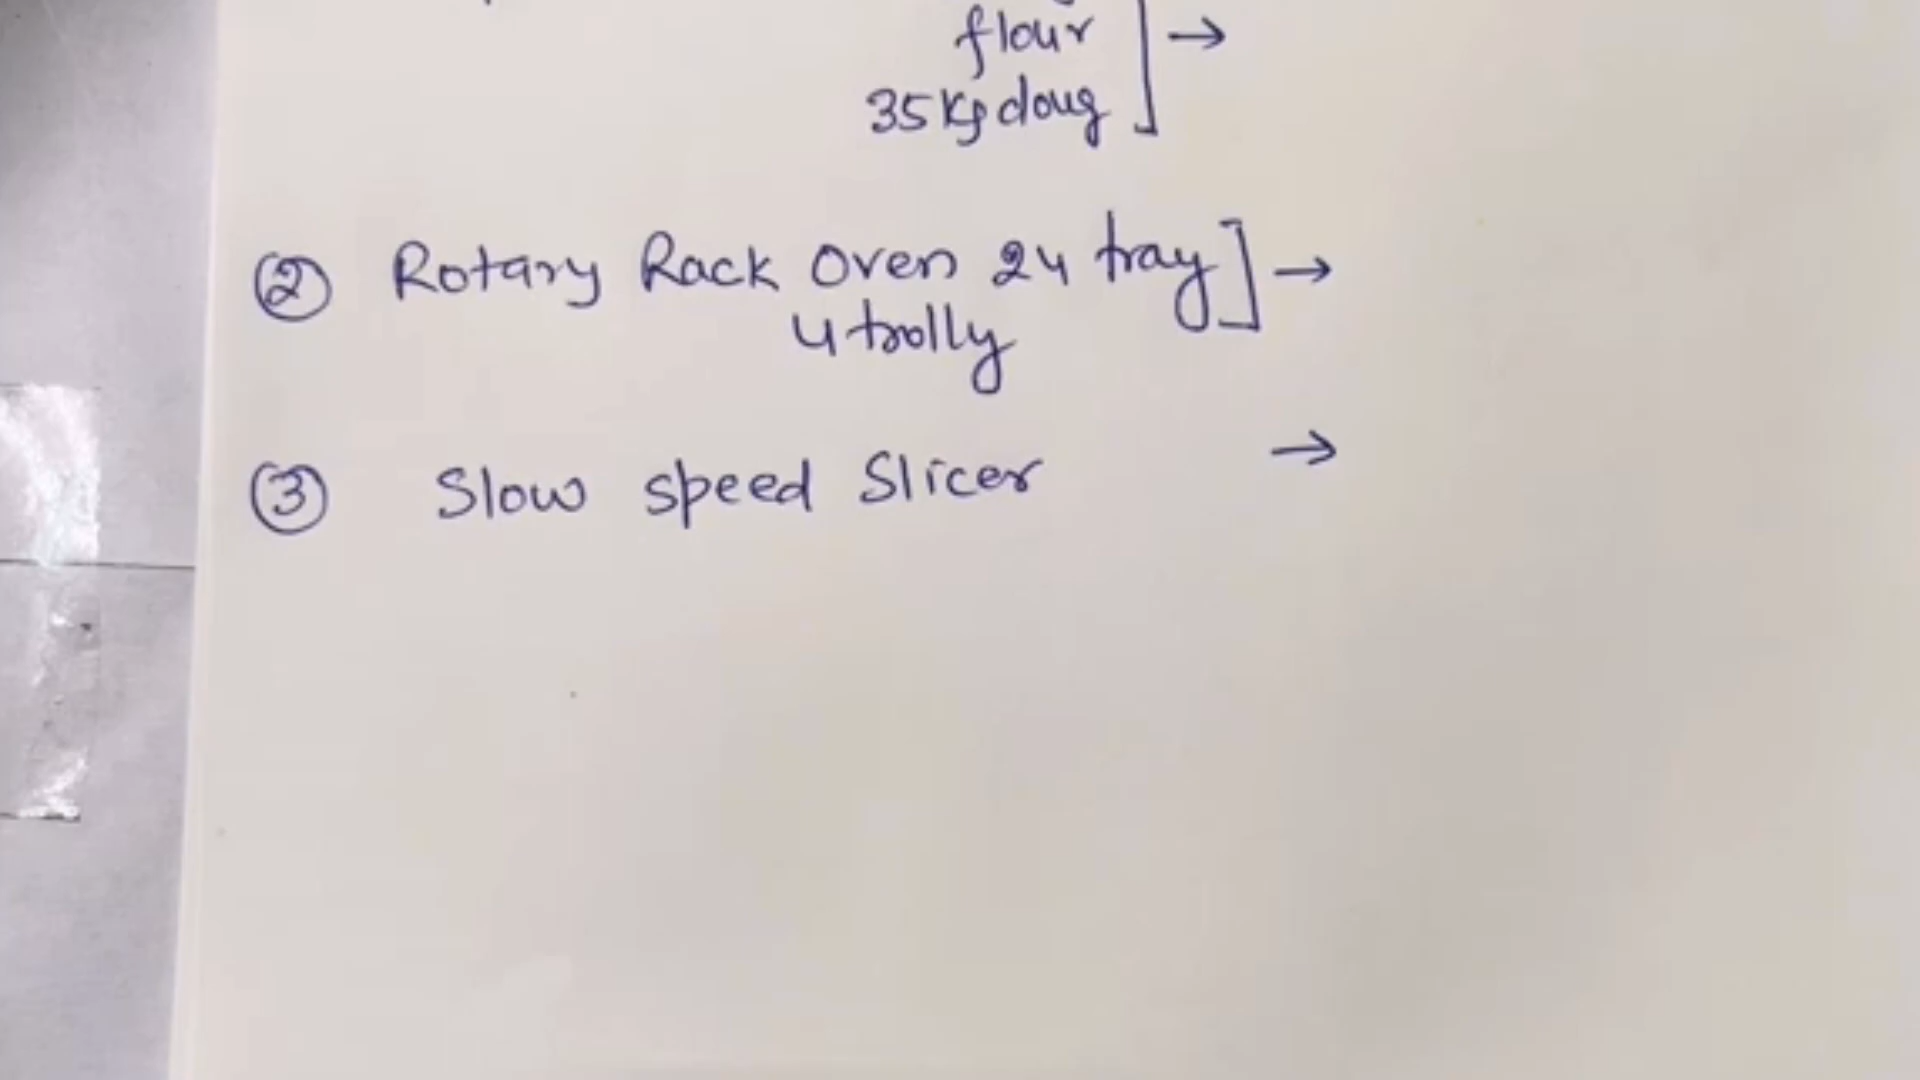 flour ] →
35 Kg doug
② Rotary Rack Oven 24 tray ] →
4 trolly
③ Slow speed Slicer →